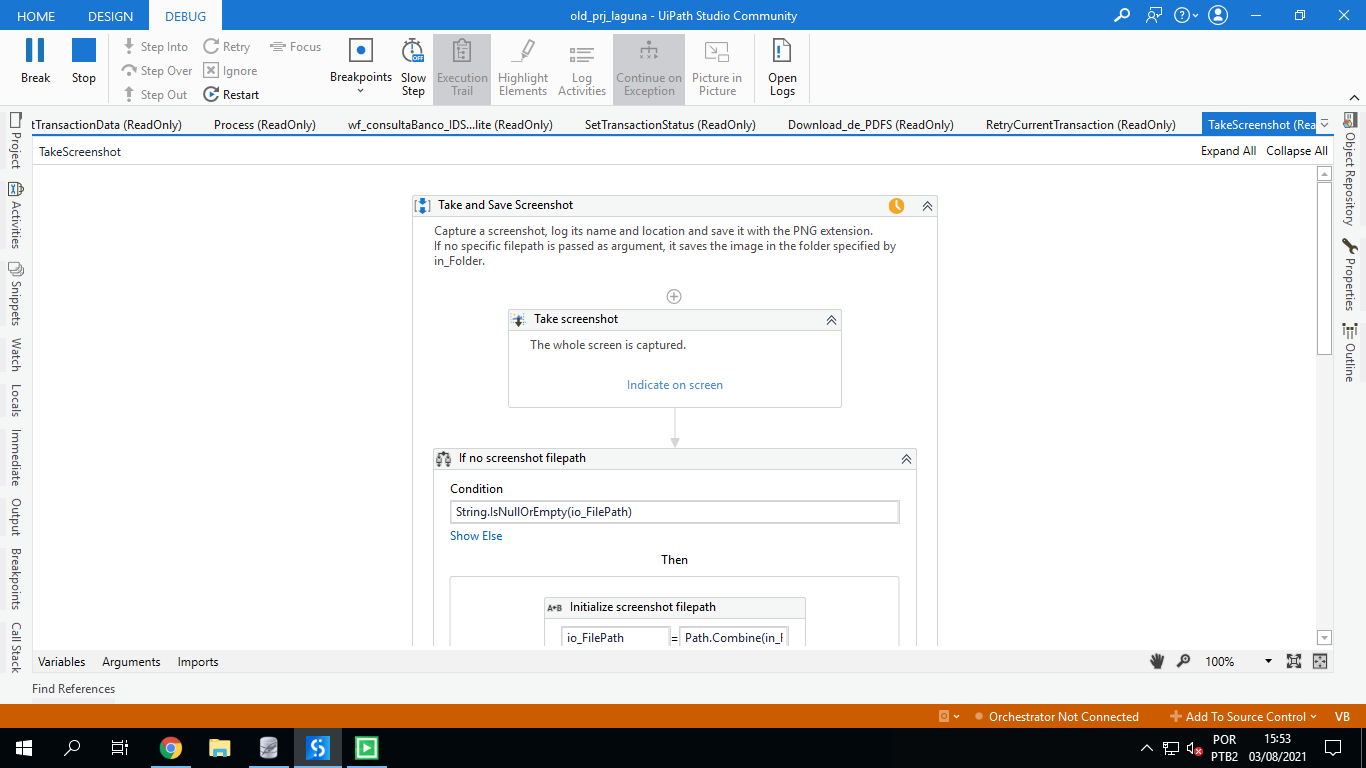 HOME DESIGN DEBUG old_prj_laguna - UiPath Studio Community
Break Stop Step Into Step Over Step Out Retry Ignore Restart Focus Breakpoints Slow Step Execution Trail Highlight Elements Log Activities Continue on Exception Picture in Picture Open Logs
OFF
tTransactionData (ReadOnly) Process (ReadOnly) wf_consultaBanco_IDS...lite (ReadOnly) SetTransactionStatus (ReadOnly) Download_de_PDFS (ReadOnly) RetryCurrentTransaction (ReadOnly) TakeScreenshot (Rea
TakeScreenshot Expand All Collapse All
Project
Activities
Snippets
Watch
Locals
Immediate
Output
Breakpoints
Call Stack
Take and Save Screenshot
Capture a screenshot, log its name and location and save it with the PNG extension.
If no specific filepath is passed as argument, it saves the image in the folder specified by
in_Folder.
Take screenshot
The whole screen is captured.
Indicate on screen
If no screenshot filepath
Condition
String.IsNullOrEmpty(io_FilePath)
Show Else
Then
A+B Initialize screenshot filepath
io_FilePath = Path.Combine(in_F
Object Repository
Properties
Outline
Variables Arguments Imports 100%
Find References
Orchestrator Not Connected Add To Source Control VB
POR 15:53
PTB2 03/08/2021